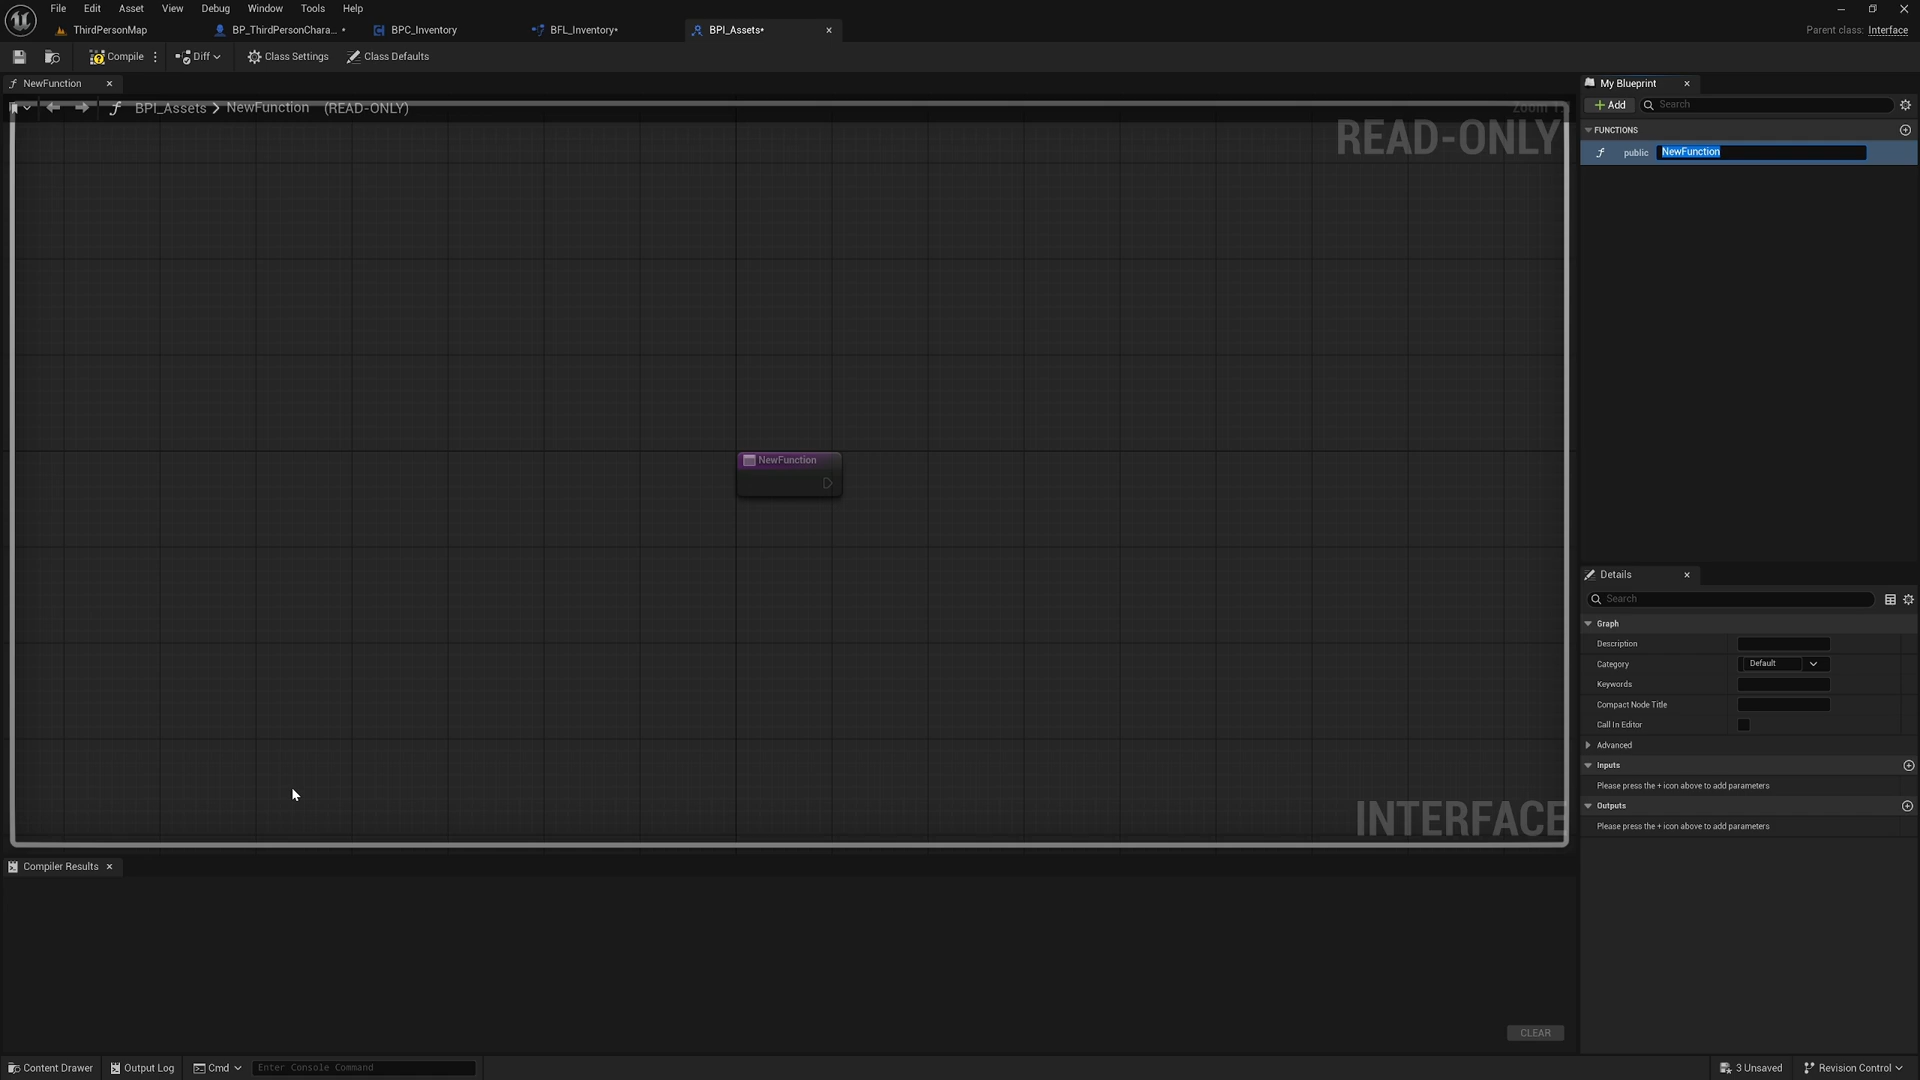 File Edit Asset View Debug Window Tools Help
ThirdPersonMap BP_ThirdPersonChara... • BPC_Inventory BFL_Inventory• BPI_Assets•
Parent class: Interface
Compile Diff Class Settings Class Defaults
NewFunction
BPI_Assets > NewFunction (READ-ONLY)
READ-ONLY
NewFunction
INTERFACE
My Blueprint
+ Add Search
FUNCTIONS
public NewFunction
Details
Search
Graph
Description
Category Default
Keywords
Compact Node Title
Call In Editor
Advanced
Inputs
Please press the + icon above to add parameters
Outputs
Please press the + icon above to add parameters
Compiler Results
CLEAR
Content Drawer Output Log Cmd Enter Console Command
3 Unsaved Revision Control